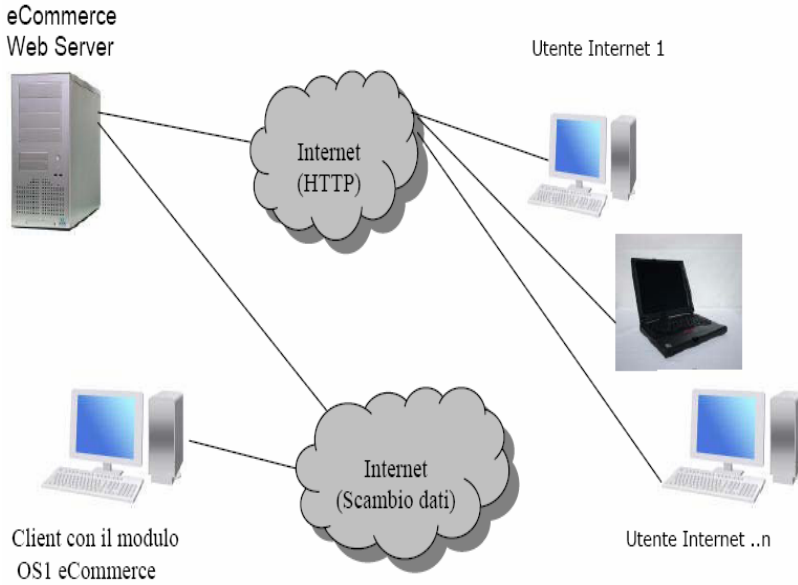 eCommerce
Web Server
Utente Internet 1
Internet
(HTTP)
Internet
(Scambio dati)
Client con il modulo
OS1 eCommerce
Utente Internet ..n